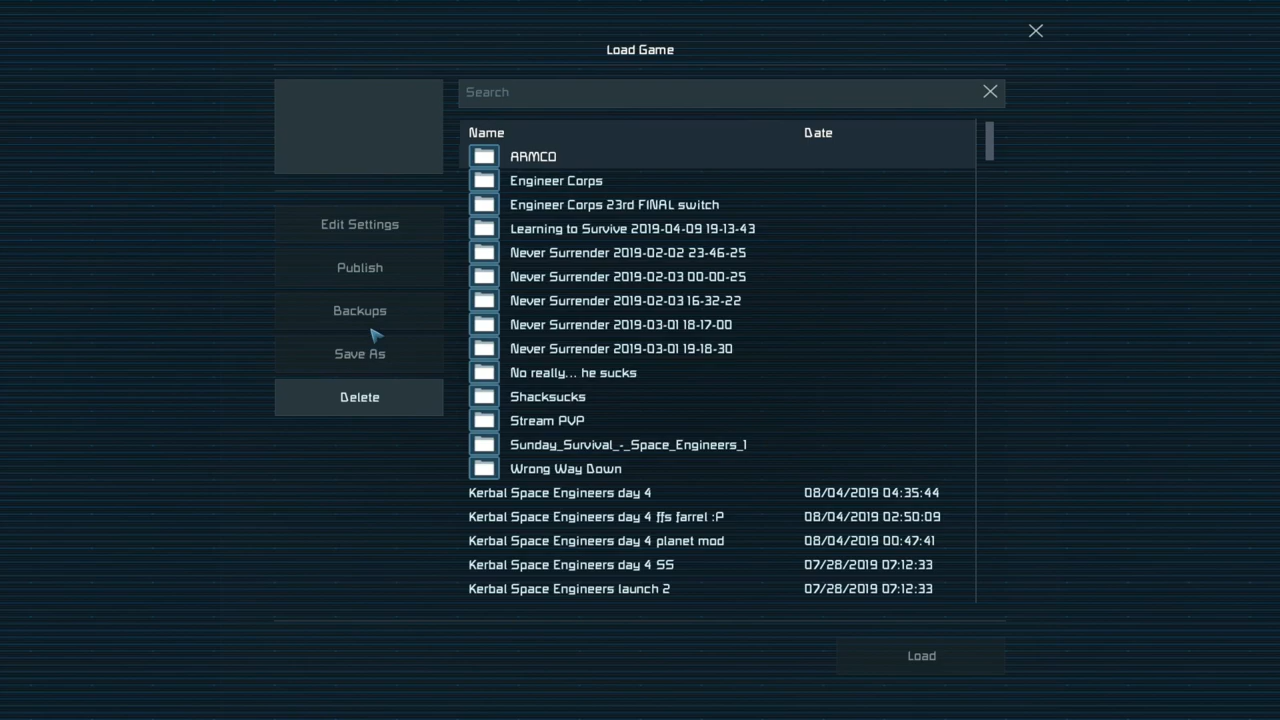 Load Game
Search
Name Date
ARMCO
Engineer Corps
Engineer Corps 23rd FINAL switch
Learning to Survive 2019-04-09 19-13-43
Never Surrender 2019-02-02 23-46-25
Never Surrender 2019-02-03 00-00-25
Never Surrender 2019-02-03 16-32-22
Never Surrender 2019-03-01 18-17-00
Never Surrender 2019-03-01 19-18-30
No really... he sucks
Shacksucks
Stream PVP
Sunday_Survival_-_Space_Engineers_1
Wrong Way Down
Kerbal Space Engineers day 4 08/04/2019 04:35:44
Kerbal Space Engineers day 4 ffs farrel :P 08/04/2019 02:50:09
Kerbal Space Engineers day 4 planet mod 08/04/2019 00:47:41
Kerbal Space Engineers day 4 SS 07/28/2019 07:12:33
Kerbal Space Engineers launch 2 07/28/2019 07:12:33
Edit Settings
Publish
Backups
Save As
Delete
Load